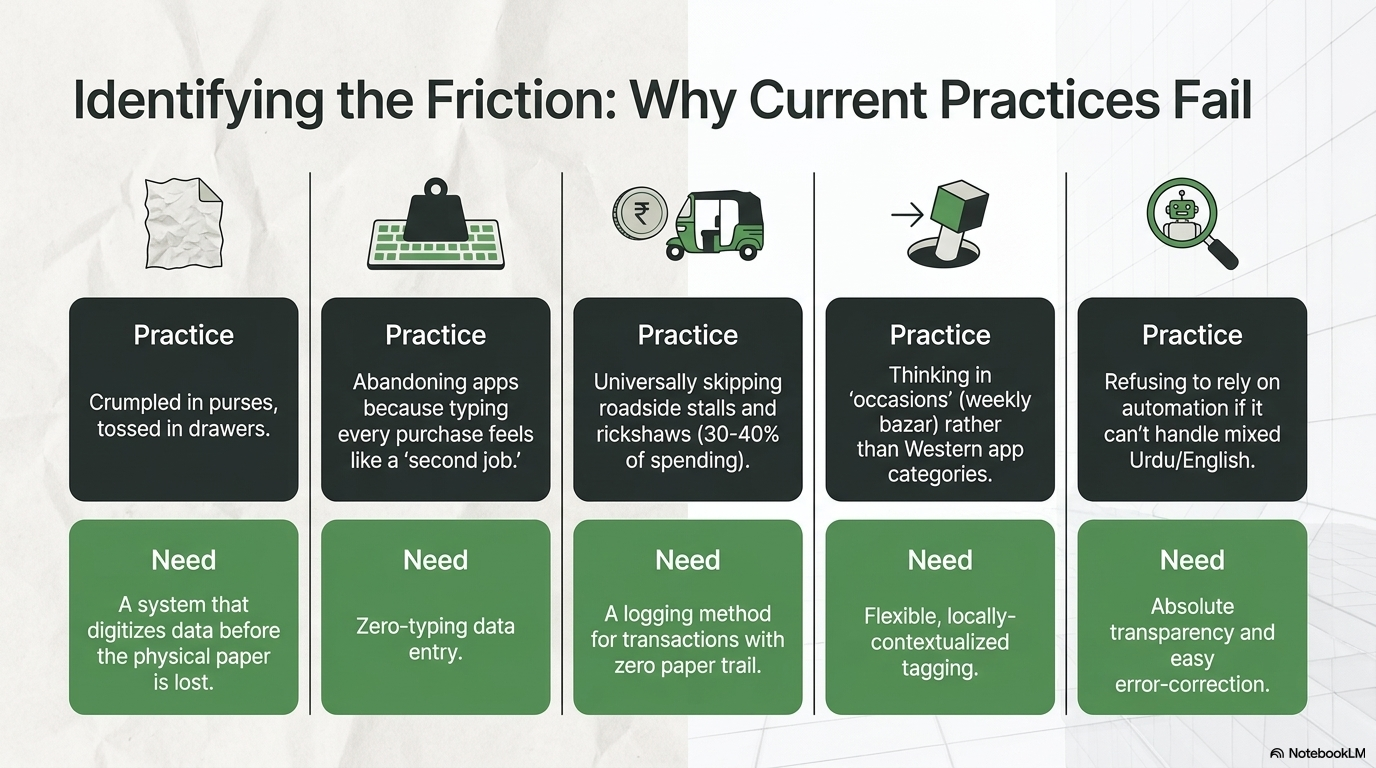 Identifying the Friction: Why Current Practices Fail
₹
Practice
Crumpled in purses,
tossed in drawers.
Need
A system that
digitizes data before
the physical paper
is lost.
Practice
Abandoning apps
because typing
every purchase feels
like a ‘second job.’
Need
Zero-typing data
entry.
Practice
Universally skipping
roadside stalls and
rickshaws (30-40%
of spending).
Need
A logging method
for transactions with
zero paper trail.
Practice
Thinking in
‘occasions’ (weekly
bazar) rather
than Western app
categories.
Need
Flexible, locally-
contextualized
tagging.
Practice
Refusing to rely on
automation if it
can’t handle mixed
Urdu/English.
Need
Absolute
transparency and
easy
error-correction.
NotebookLM